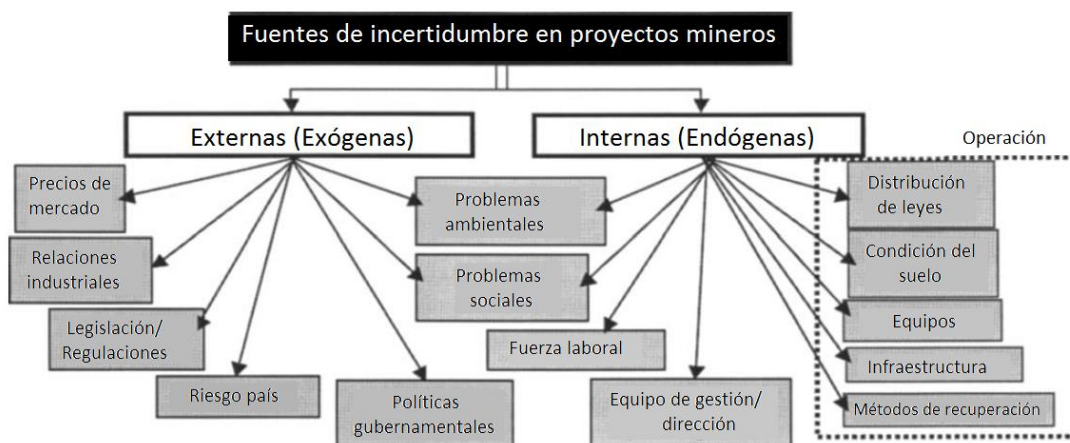 Fuentes de incertidumbre en proyectos mineros
Externas (Exógenas)
Internas (Endógenas)
Operación
Precios de
mercado
Relaciones
industriales
Legislación/
Regulaciones
Riesgo país
Políticas
gubernamentales
Problemas
ambientales
Problemas
sociales
Fuerza laboral
Equipo de gestión/
dirección
Distribución
de leyes
Condición del
suelo
Equipos
Infraestructura
Métodos de recuperación